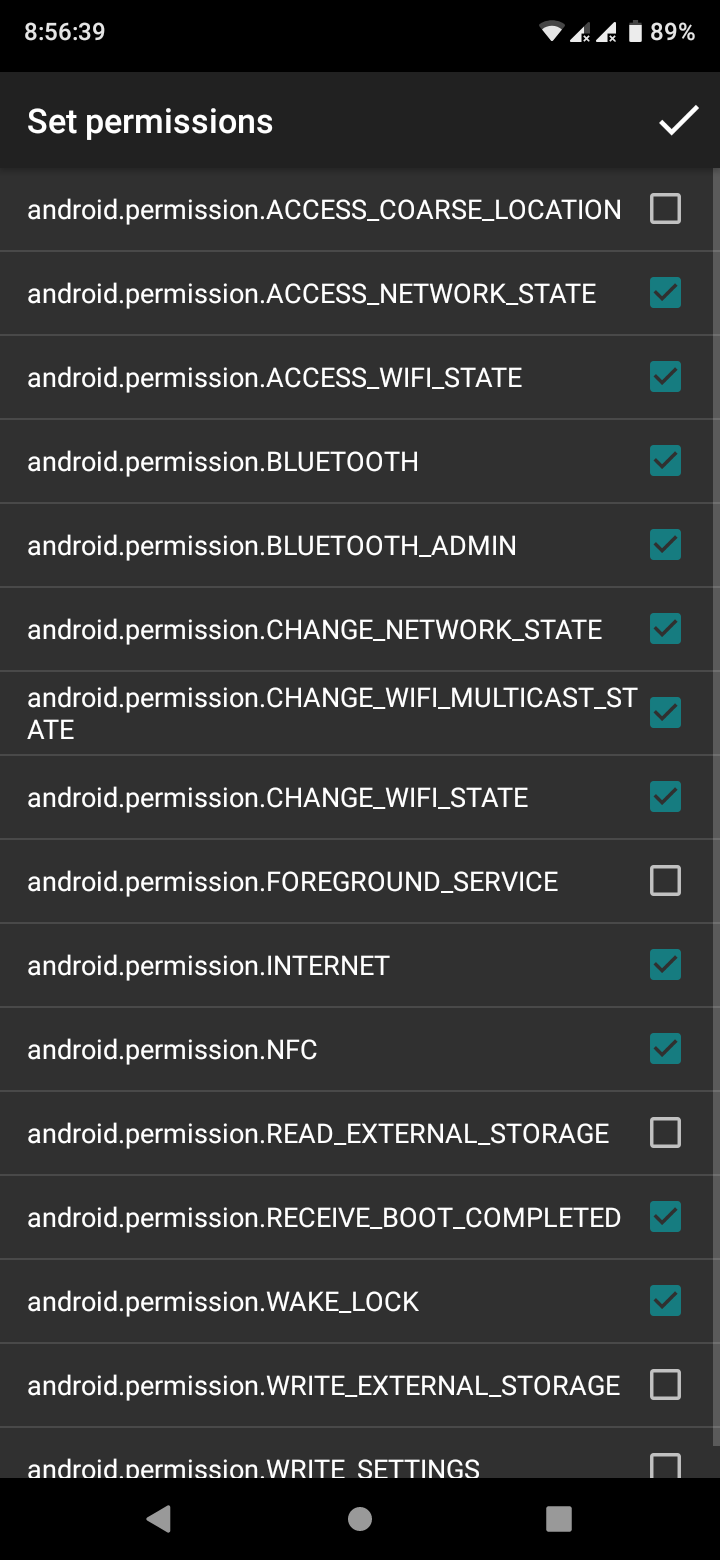 8:56:39
89%
Set permissions
android.permission.ACCESS_COARSE_LOCATION
android.permission.ACCESS_NETWORK_STATE
android.permission.ACCESS_WIFI_STATE
android.permission.BLUETOOTH
android.permission.BLUETOOTH_ADMIN
android.permission.CHANGE_NETWORK_STATE
android.permission.CHANGE_WIFI_MULTICAST_ST
ATE
android.permission.CHANGE_WIFI_STATE
android.permission.FOREGROUND_SERVICE
android.permission.INTERNET
android.permission.NFC
android.permission.READ_EXTERNAL_STORAGE
android.permission.RECEIVE_BOOT_COMPLETED
android.permission.WAKE_LOCK
android.permission.WRITE_EXTERNAL_STORAGE
android.permission.WRITE_SETTINGS